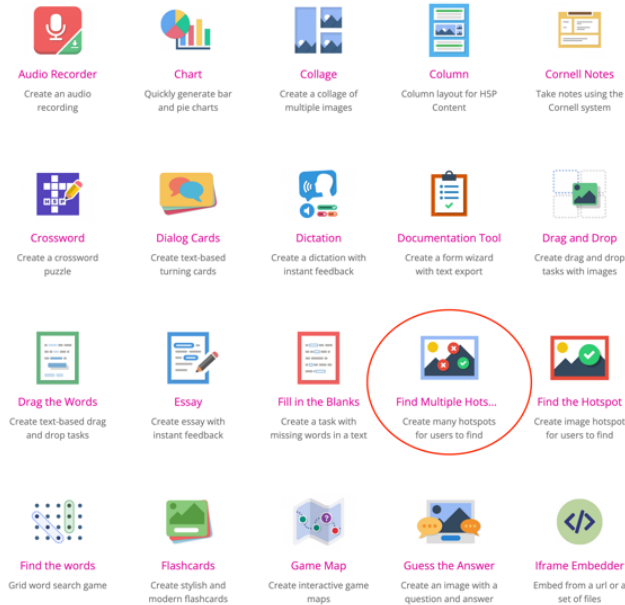 Audio Recorder
Chart
Collage
Column
Cornell Notes
Create an audio
recording
Quickly generate bar
and pie charts
Create a collage of
multiple images
Column layout for H5P
Content
Take notes using the
Cornell system
Crossword
Dialog Cards
Dictation
Documentation Tool
Drag and Drop
Create a crossword
puzzle
Create text-based
turning cards
Create a dictation with
instant feedback
Create a form wizard
with text export
Create drag and drop
tasks with images
Drag the Words
Essay
Fill in the Blanks
Find Multiple Hots...
Find the Hotspot
Create text-based drag
and drop tasks
Create essay with
instant feedback
Create a task with
missing words in a text
Create many hotspots
for users to find
Create image hotspot
for users to find
Find the words
Flashcards
Game Map
Guess the Answer
Iframe Embedder
Grid word search game
Create stylish and
modern flashcards
Create interactive game
maps
Create an image with a
question and answer
Embed from a url or a
set of files